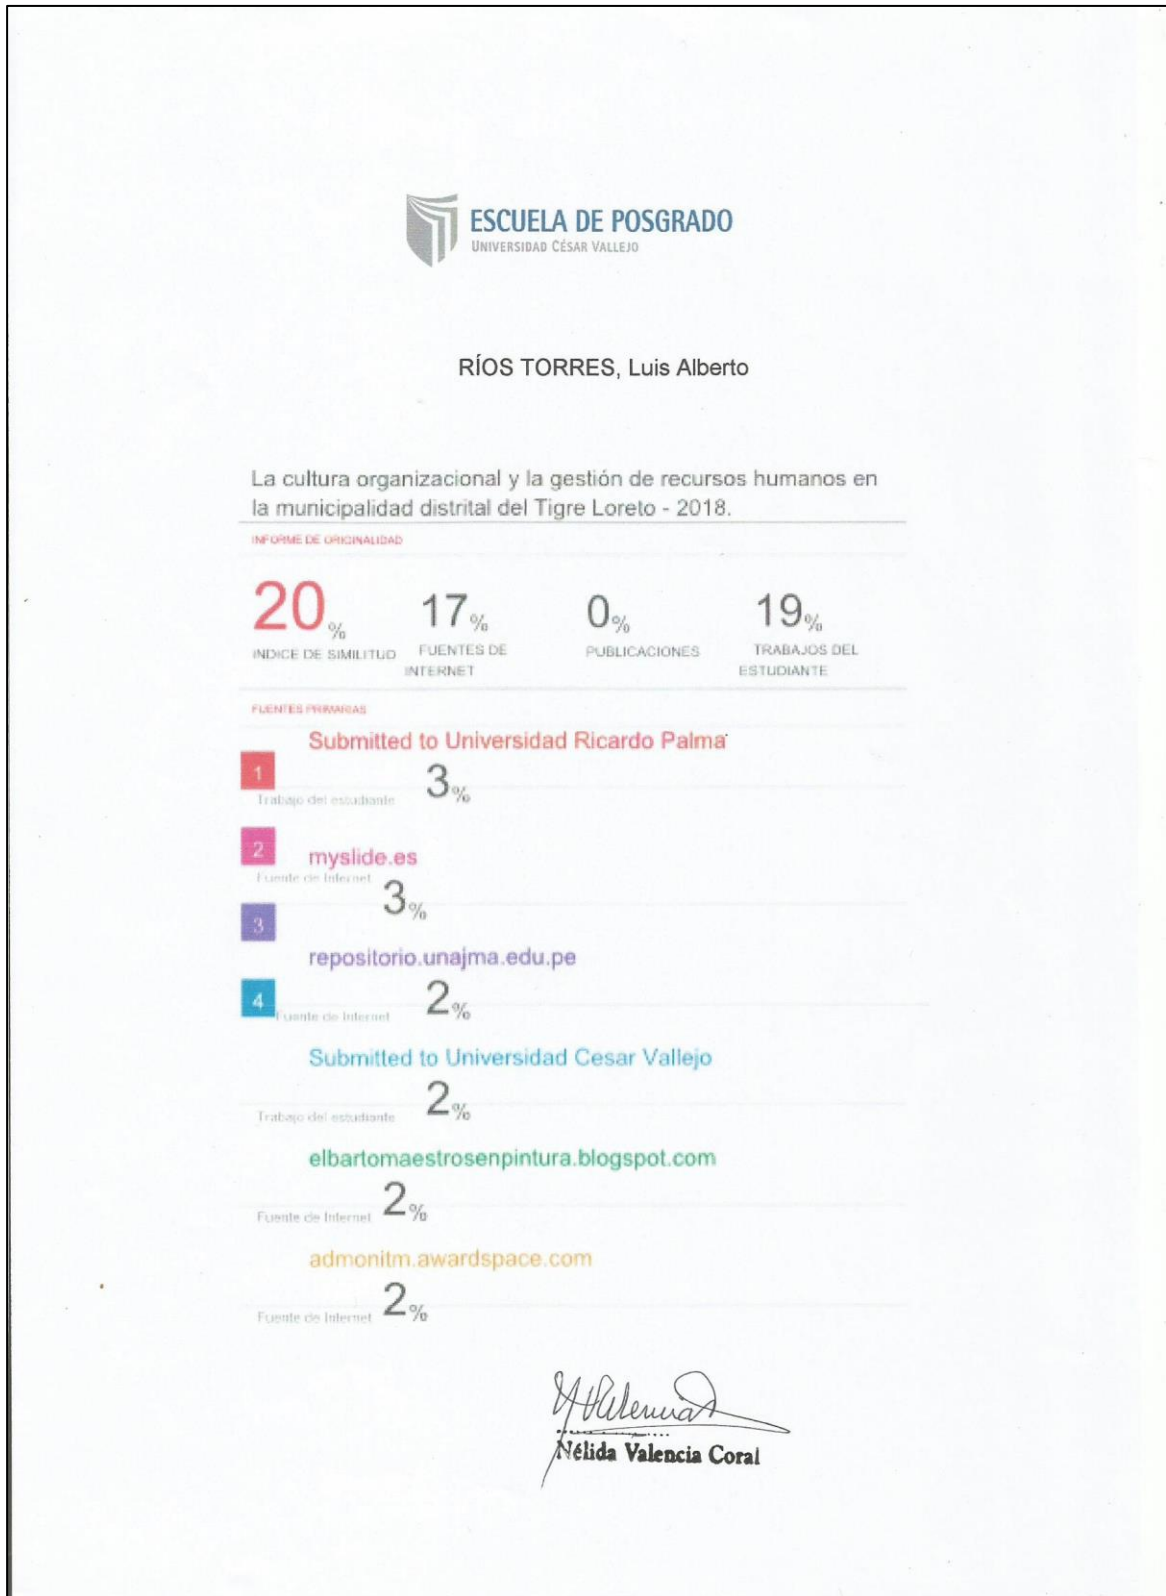 ESCUELA DE POSGRADO
UNIVERSIDAD CÉSAR VALLEJO
RÍOS TORRES, Luis Alberto
La cultura organizacional y la gestión de recursos humanos en
la municipalidad distrital del Tigre Loreto - 2018.
INFORME DE ORIGINALIDAD
20% 17% 0% 19%
INDICE DE SIMILITUD FUENTES DE INTERNET PUBLICACIONES TRABAJOS DEL ESTUDIANTE
FUENTES PRIMARIAS
Submitted to Universidad Ricardo Palma
1
Trabajo del estudiante 3%
2
myslide.es
Fuente de Internet
3%
3
repositorio.unajma.edu.pe
4
Fuente de Internet 2%
Submitted to Universidad Cesar Vallejo
Trabajo del estudiante 2%
elbartomaestrosenpintura.blogspot.com
Fuente de Internet 2%
admonitm.awardspace.com
Fuente de Internet 2%
Nélida Valencia Coral